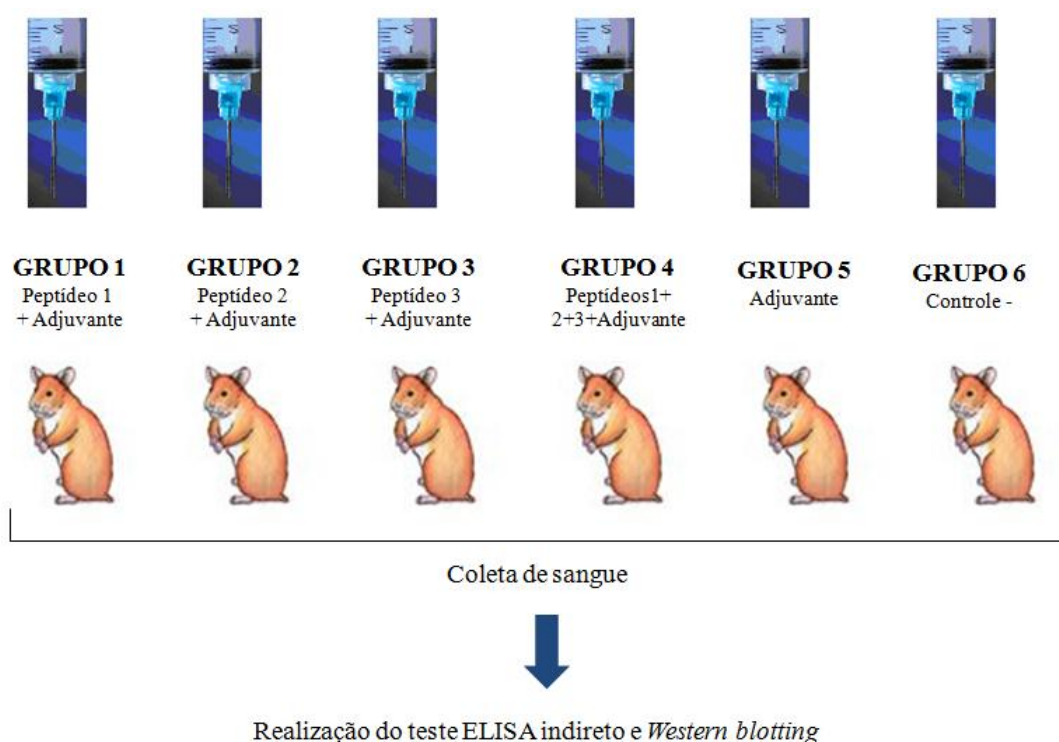 GRUPO 1
Peptídeo 1
+ Adjuvante
GRUPO 2
Peptídeo 2
+ Adjuvante
GRUPO 3
Peptídeo 3
+ Adjuvante
GRUPO 4
Peptídeos1+
2+3+Adjuvante
GRUPO 5
Adjuvante
GRUPO 6
Controle -
Coleta de sangue
Realização do teste ELISA indireto e Western blotting